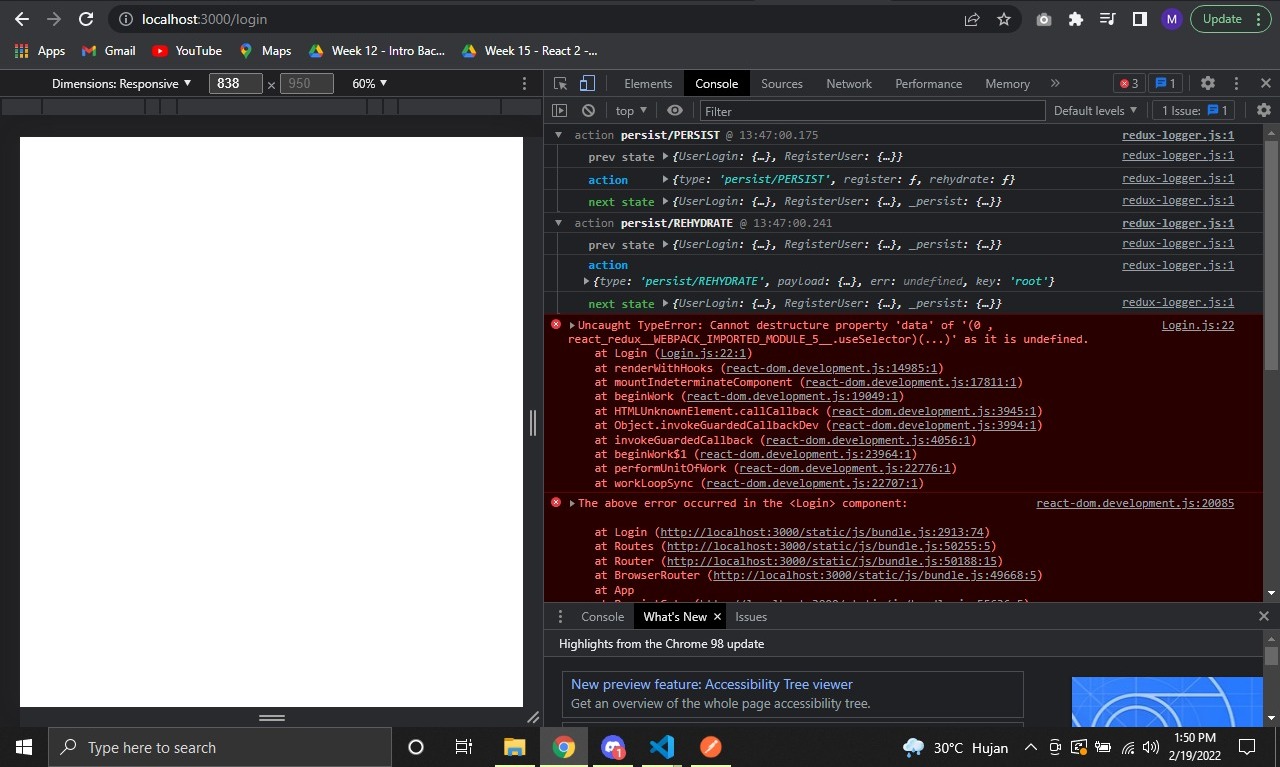 localhost:3000/login
Update
Apps
Gmail
YouTube
Maps
Week 12 - Intro Bac...
Week 15 - React 2 -...
Dimensions: Responsive ▼
838
×
950
60% ▼
Elements
Console
Sources
Network
Performance
Memory
»
3
1
top ▼
Filter
Default levels ▼
1 Issue: 1
▼ action persist/PERSIST @ 13:47:00.175 redux-logger.js:1
prev state ▶{UserLogin: {…}, RegisterUser: {…}} redux-logger.js:1
action ▶{type: 'persist/PERSIST', register: ƒ, rehydrate: ƒ} redux-logger.js:1
next state ▶{UserLogin: {…}, RegisterUser: {…}, _persist: {…}} redux-logger.js:1
▼ action persist/REHYDRATE @ 13:47:00.241 redux-logger.js:1
prev state ▶{UserLogin: {…}, RegisterUser: {…}, _persist: {…}} redux-logger.js:1
action redux-logger.js:1
▶{type: 'persist/REHYDRATE', payload: {…}, err: undefined, key: 'root'}
next state ▶{UserLogin: {…}, RegisterUser: {…}, _persist: {…}} redux-logger.js:1
▶Uncaught TypeError: Cannot destructure property 'data' of '(0 , Login.js:22
react_redux__WEBPACK_IMPORTED_MODULE_5__.useSelector)(...)' as it is undefined.
at Login (Login.js:22:1)
at renderWithHooks (react-dom.development.js:14985:1)
at mountIndeterminateComponent (react-dom.development.js:17811:1)
at beginWork (react-dom.development.js:19049:1)
at HTMLUnknownElement.callCallback (react-dom.development.js:3945:1)
at Object.invokeGuardedCallbackDev (react-dom.development.js:3994:1)
at invokeGuardedCallback (react-dom.development.js:4056:1)
at beginWork$1 (react-dom.development.js:23964:1)
at performUnitOfWork (react-dom.development.js:22776:1)
at workLoopSync (react-dom.development.js:22707:1)
▶The above error occurred in the <Login> component: react-dom.development.js:20085
at Login (http://localhost:3000/static/js/bundle.js:2913:74)
at Routes (http://localhost:3000/static/js/bundle.js:50255:5)
at Router (http://localhost:3000/static/js/bundle.js:50188:15)
at BrowserRouter (http://localhost:3000/static/js/bundle.js:49668:5)
at App
Console
What's New ×
Issues
Highlights from the Chrome 98 update
New preview feature: Accessibility Tree viewer
Get an overview of the whole page accessibility tree.
Type here to search
1
30°C Hujan
1:50 PM
2/19/2022
M